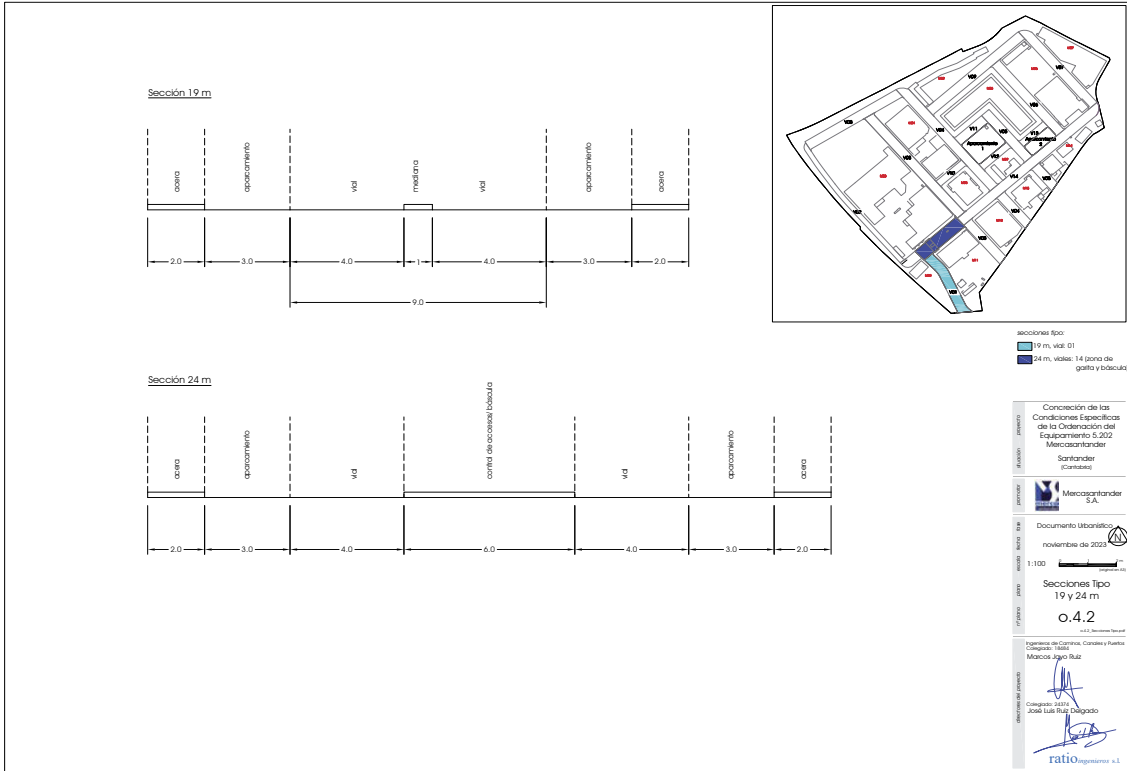 Sección 19 m
acera
aparcamiento
vial
mediana
vial
aparcamiento
acera
2.0
3.0
4.0
1
4.0
3.0
2.0
9.0
Sección 24 m
acera
aparcamiento
vial
control de accesos/ báscula
vial
aparcamiento
acera
2.0
3.0
4.0
6.0
4.0
3.0
2.0
Aparcamiento
1
Aparcamiento
2
V11
V14
secciones tipo:
19 m, vial: 01
24 m, viales: 14 (zona de
garita y báscula)
proyecto
Concreción de las
Condiciones Específicas
de la Ordenación del
Equipamiento 5.202
Mercasantander
situación
Santander
(Cantabria)
promotor
Mercasantander
S.A.
fase
Documento Urbanístico
fecha
noviembre de 2023
N
escala
1:100
plano
Secciones Tipo
19 y 24 m
nº plano
o.4.2
directores del proyecto
Ingenieros de Caminos, Canales y Puertos
Colegiado: 18484
Marcos Jayo Ruiz
Colegiado: 24374
José Luis Ruiz Delgado
ratio ingenieros s.l.